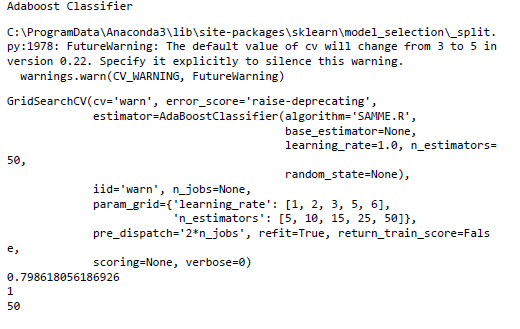 Adaboost Classifier
C:\ProgramData\Anaconda3\lib\site-packages\sklearn\model_selection\_split.
py:1978: FutureWarning: The default value of cv will change from 3 to 5 in
version 0.22. Specify it explicitly to silence this warning.
  warnings.warn(CV_WARNING, FutureWarning)
GridSearchCV(cv='warn', error_score='raise-deprecating',
             estimator=AdaBoostClassifier(algorithm='SAMME.R',
                                          base_estimator=None,
                                          learning_rate=1.0, n_estimators=
50,
                                          random_state=None),
             iid='warn', n_jobs=None,
             param_grid={'learning_rate': [1, 2, 3, 5, 6],
                         'n_estimators': [5, 10, 15, 25, 50]},
             pre_dispatch='2*n_jobs', refit=True, return_train_score=Fals
e,
             scoring=None, verbose=0)
0.798618056186926
1
50